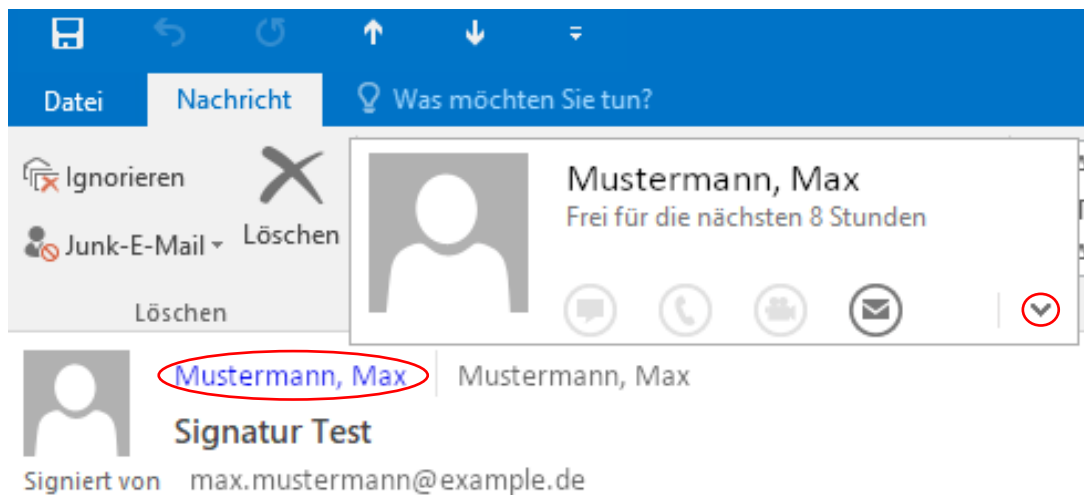 Datei Nachricht Was möchten Sie tun?
Ignorieren
Junk-E-Mail
Löschen
Löschen
Mustermann, Max
Frei für die nächsten 8 Stunden
Mustermann, Max Mustermann, Max
Signatur Test
Signiert von max.mustermann@example.de